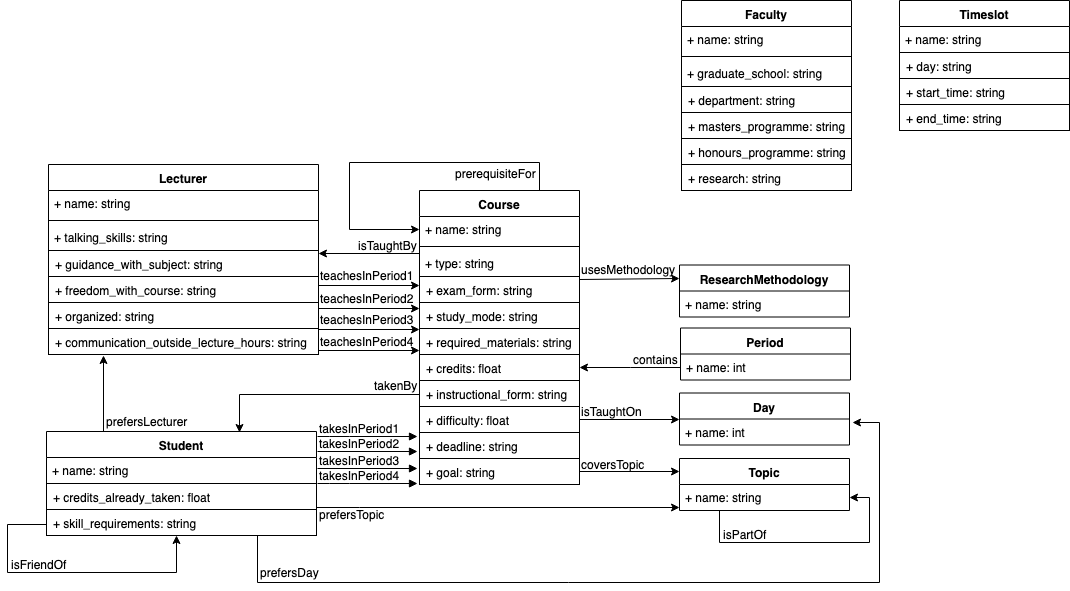 Faculty
+ name: string
+ graduate_school: string
+ department: string
+ masters_programme: string
+ honours_programme: string
+ research: string
Timeslot
+ name: string
+ day: string
+ start_time: string
+ end_time: string
Lecturer
+ name: string
+ talking_skills: string
+ guidance_with_subject: string
+ freedom_with_course: string
+ organized: string
+ communication_outside_lecture_hours: string
prerequisiteFor
isTaughtBy
teachesInPeriod1
teachesInPeriod2
teachesInPeriod3
teachesInPeriod4
takenBy
Course
+ name: string
+ type: string
+ exam_form: string
+ study_mode: string
+ required_materials: string
+ credits: float
+ instructional_form: string
+ difficulty: float
+ deadline: string
+ goal: string
usesMethodology
contains
isTaughtOn
coversTopic
ResearchMethodology
+ name: string
Period
+ name: int
Day
+ name: int
Topic
+ name: string
isPartOf
prefersLecturer
Student
+ name: string
+ credits_already_taken: float
+ skill_requirements: string
takesInPeriod1
takesInPeriod2
takesInPeriod3
takesInPeriod4
prefersTopic
isFriendOf
prefersDay